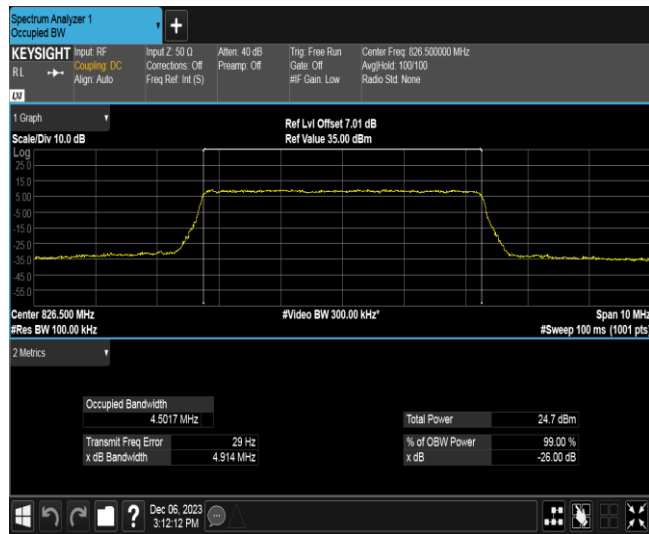 Spectrum Analyzer 1
Occupied BW
+
KEYSIGHT
RL
LXI
Input: RF
Coupling: DC
Align: Auto
Input Z: 50 Ω
Corrections: Off
Freq Ref: Int (S)
Atten: 40 dB
Preamp: Off
Trig: Free Run
Gate: Off
#IF Gain: Low
Center Freq: 826.500000 MHz
Avg|Hold: 100/100
Radio Std: None
1 Graph
Scale/Div 10.0 dB
Ref Lvl Offset 7.01 dB
Ref Value 35.00 dBm
Log
25.0
15.0
5.00
-5.00
-15.0
-25.0
-35.0
-45.0
-55.0
Center 826.500 MHz
#Res BW 100.00 kHz
#Video BW 300.00 kHz*
Span 10 MHz
#Sweep 100 ms (1001 pts)
2 Metrics
Occupied Bandwidth
4.5017 MHz
Transmit Freq Error 29 Hz
x dB Bandwidth 4.914 MHz
Total Power 24.7 dBm
% of OBW Power 99.00 %
x dB -26.00 dB
?
Dec 06, 2023
3:12:12 PM